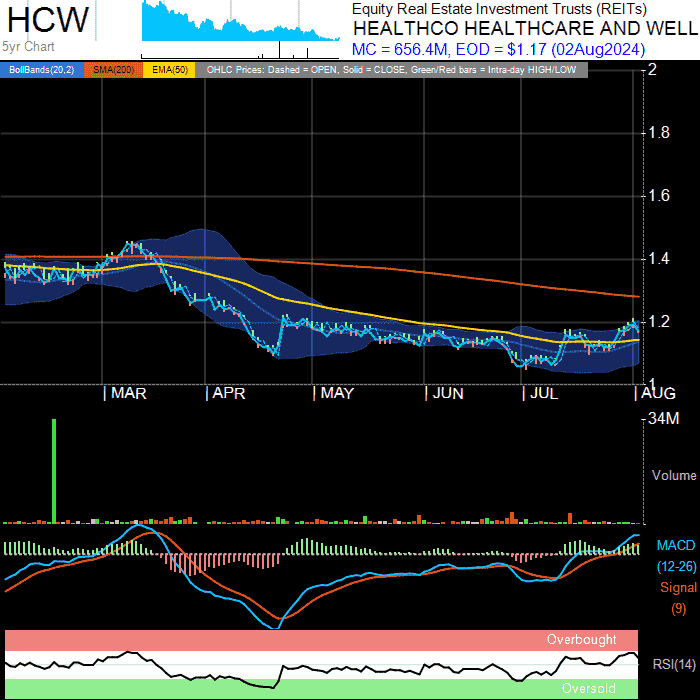 HCW
Equity Real Estate Investment Trusts (REITs)
HEALTHCO HEALTHCARE AND WELL
5yr Chart
MC = 656.4M, EOD = $1.17 (02Aug2024)
BollBands(20,2) SMA(200) EMA(50) OHLC Prices: Dashed = OPEN, Solid = CLOSE, Green/Red bars = Intra-day HIGH/LOW
2
1.8
1.6
1.4
1.2
1
MAR APR MAY JUN JUL AUG
34M
Volume
MACD
(12-26)
Signal
(9)
Overbought
RSI(14)
Oversold